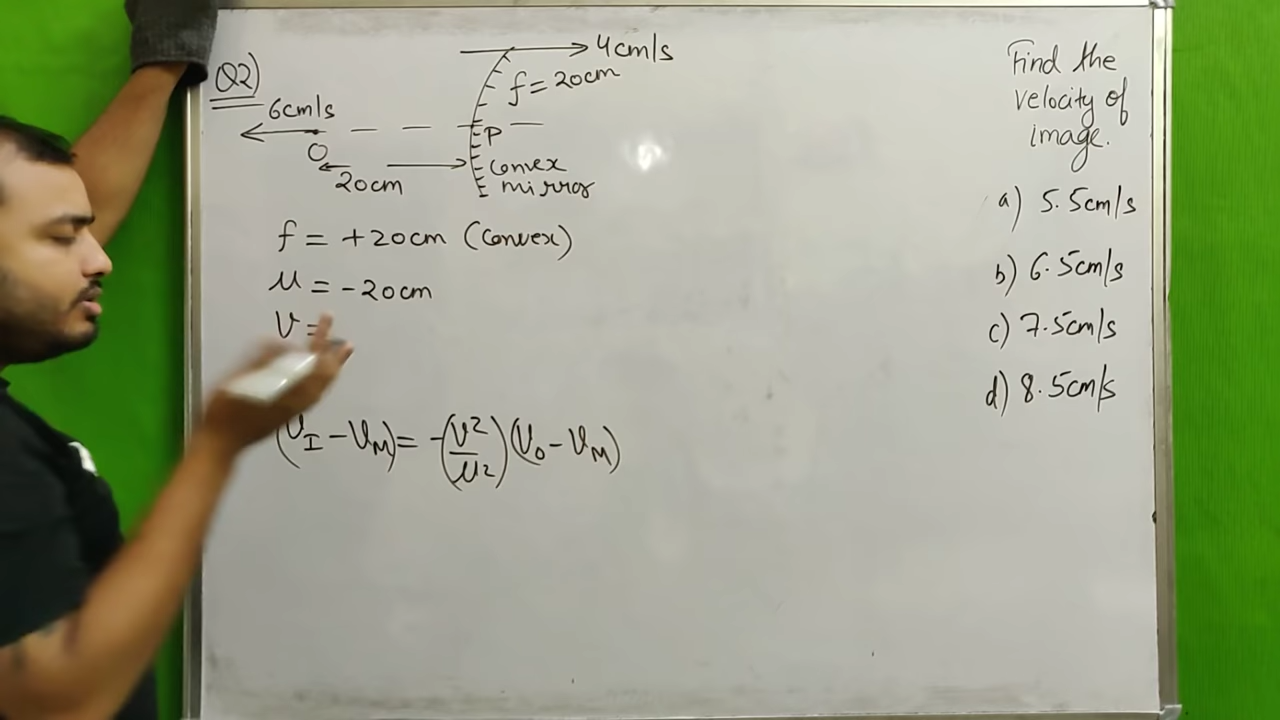 Q2)
6cm/s
4cm/s
f = 20cm
O
20cm
P
Convex
mirror
f = +20cm (Convex)
u = -20cm
v =
(v_I - v_M) = -(v²/u²)(v_o - v_M)
Find the
velocity of
image.
a) 5.5cm/s
b) 6.5cm/s
c) 7.5cm/s
d) 8.5cm/s